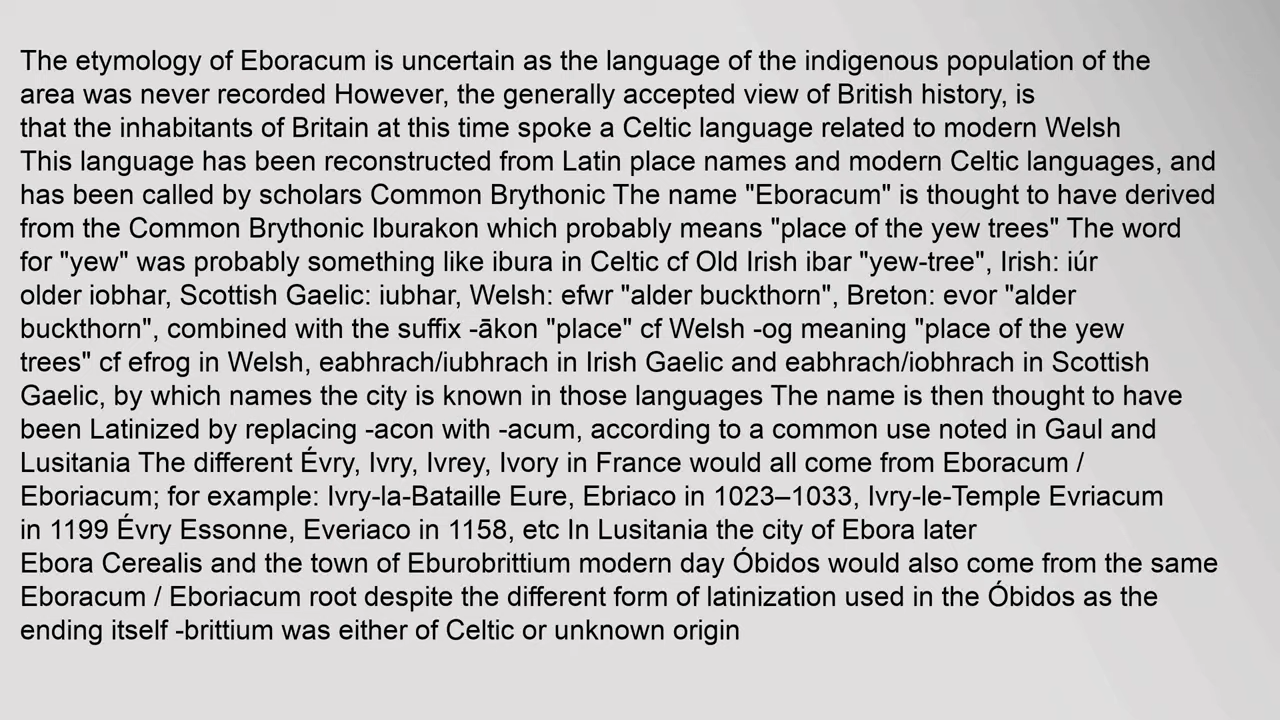 The etymology of Eboracum is uncertain as the language of the indigenous population of the
area was never recorded However, the generally accepted view of British history, is
that the inhabitants of Britain at this time spoke a Celtic language related to modern Welsh
This language has been reconstructed from Latin place names and modern Celtic languages, and
has been called by scholars Common Brythonic The name "Eboracum" is thought to have derived
from the Common Brythonic Iburakon which probably means "place of the yew trees" The word
for "yew" was probably something like ibura in Celtic cf Old Irish ibar "yew-tree", Irish: iúr
older iobhar, Scottish Gaelic: iubhar, Welsh: efwr "alder buckthorn", Breton: evor "alder
buckthorn", combined with the suffix -ākon "place" cf Welsh -og meaning "place of the yew
trees" cf efrog in Welsh, eabhrach/iubhrach in Irish Gaelic and eabhrach/iobhrach in Scottish
Gaelic, by which names the city is known in those languages The name is then thought to have
been Latinized by replacing -acon with -acum, according to a common use noted in Gaul and
Lusitania The different Évry, Ivry, Ivrey, Ivory in France would all come from Eboracum /
Eboriacum; for example: Ivry-la-Bataille Eure, Ebriaco in 1023–1033, Ivry-le-Temple Evriacum
in 1199 Évry Essonne, Everiaco in 1158, etc In Lusitania the city of Ebora later
Ebora Cerealis and the town of Eburobrittium modern day Óbidos would also come from the same
Eboracum / Eboriacum root despite the different form of latinization used in the Óbidos as the
ending itself -brittium was either of Celtic or unknown origin